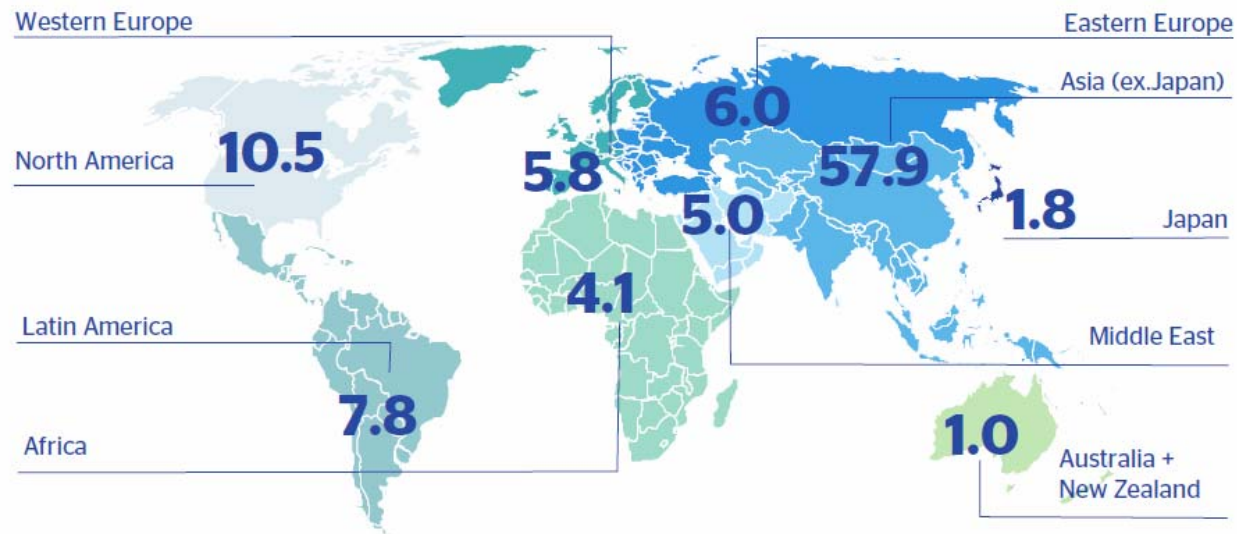 Western Europe
Eastern Europe
6.0
Asia (ex.Japan)
10.5
North America
5.8
57.9
5.0
1.8
Japan
4.1
Latin America
Middle East
7.8
1.0
Africa
Australia +
New Zealand